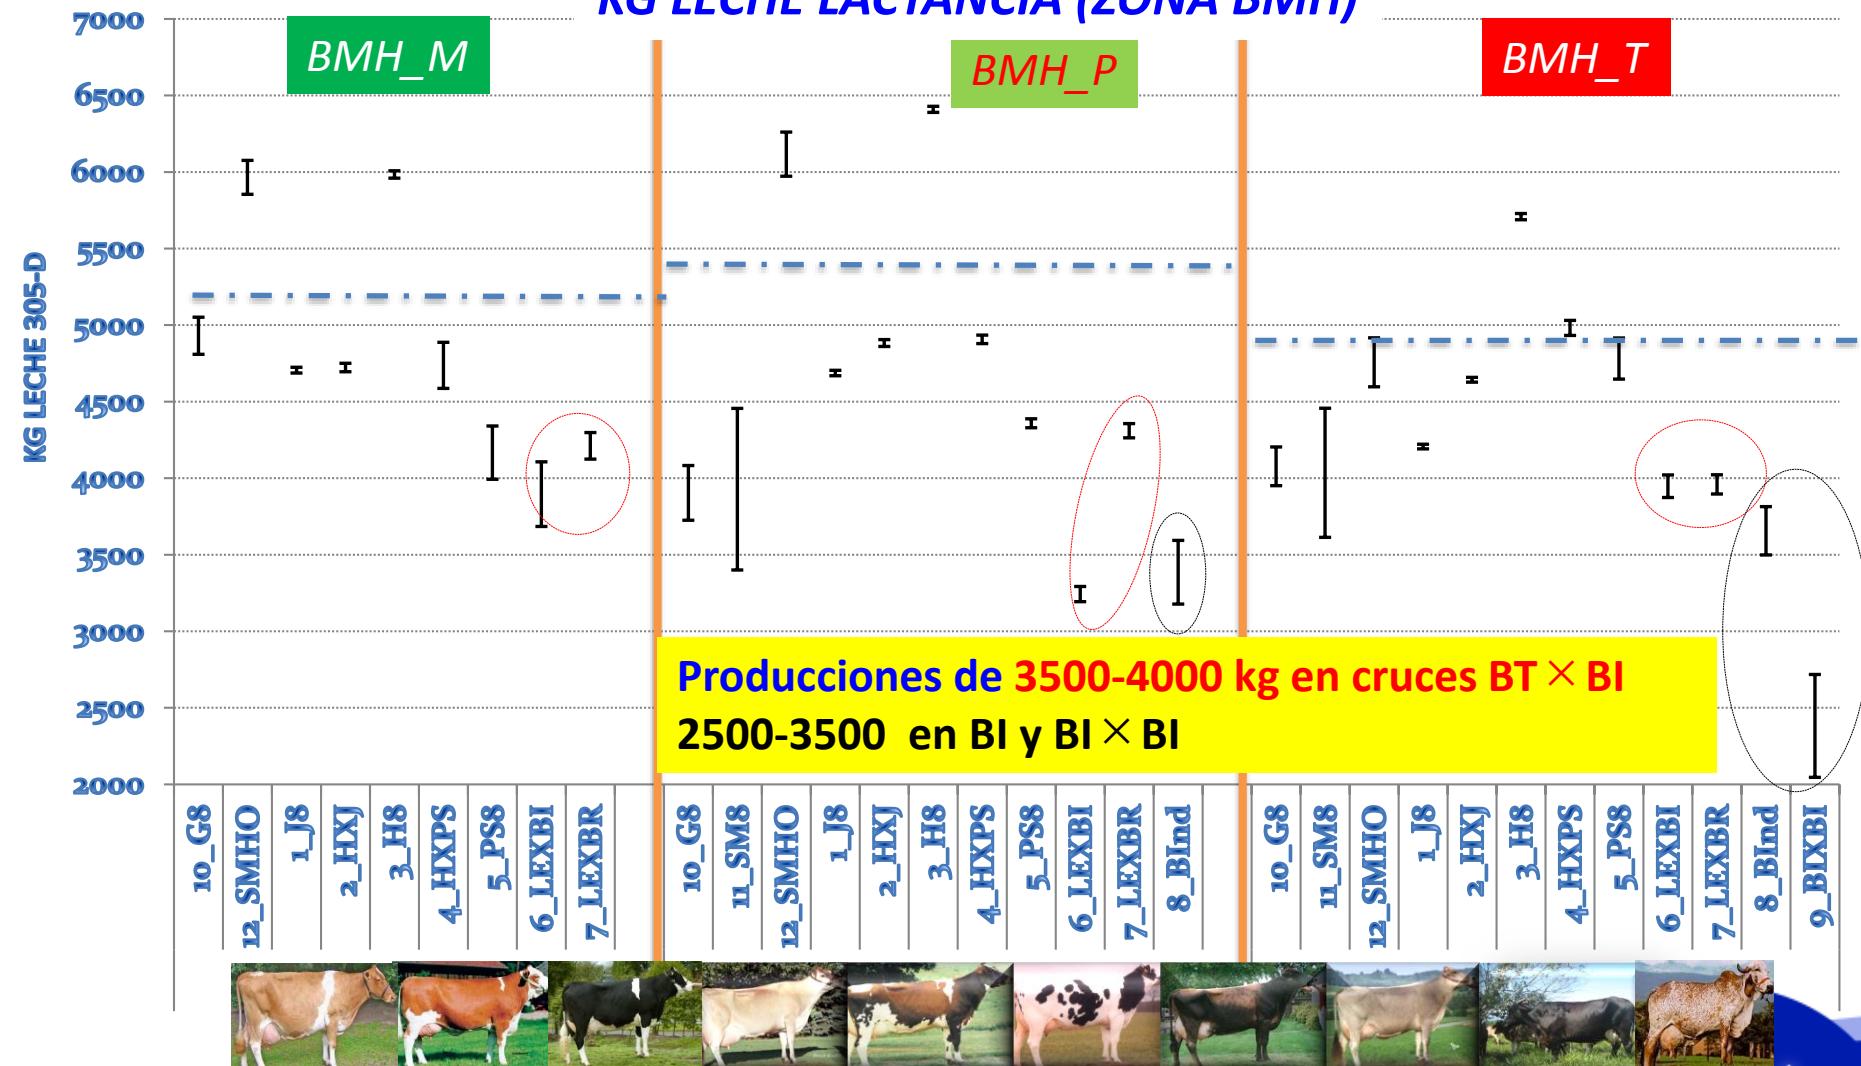 KG LECHE LACTANCIA (ZONA BMH)
BMH_M
BMH_P
BMH_T
KG LECHE 305-D
7000
6500
6000
5500
5000
4500
4000
3500
3000
2500
2000
Producciones de 3500-4000 kg en cruces BT × BI
2500-3500 en BI y BI × BI
10_G8
12_SMHO
1_J8
2_HXJ
3_H8
4_HXPS
5_PS8
6_LEXBI
7_LEXBR
10_G8
11_SM8
12_SMHO
1_J8
2_HXJ
3_H8
4_HXPS
5_PS8
6_LEXBI
7_LEXBR
8_BInd
10_G8
11_SM8
12_SMHO
1_J8
2_HXJ
3_H8
4_HXPS
5_PS8
6_LEXBI
7_LEXBR
8_BInd
9_BIXBI